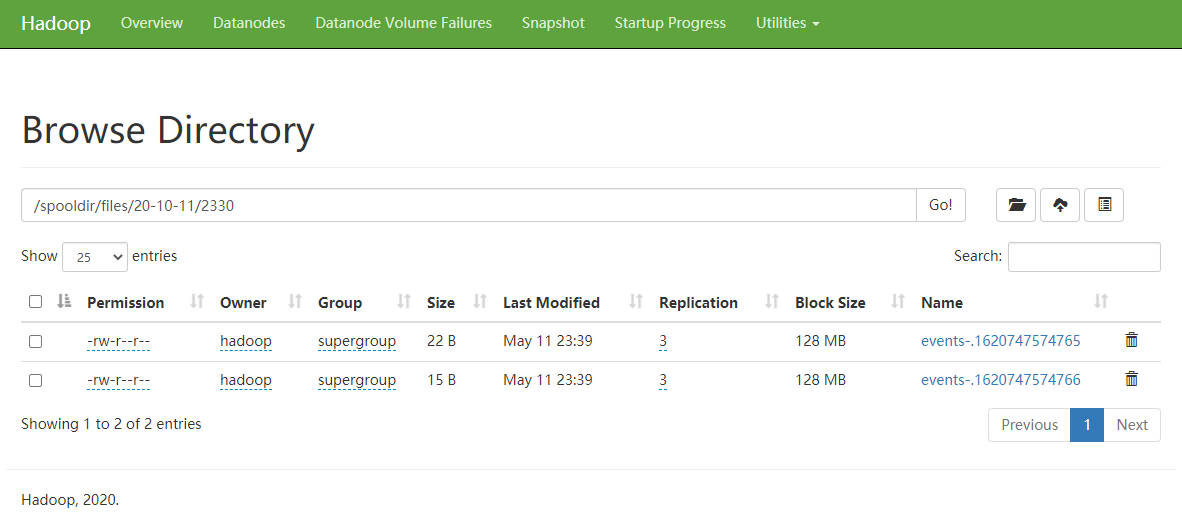 Hadoop Overview Datanodes Datanode Volume Failures Snapshot Startup Progress Utilities
Browse Directory
/spooldir/files/20-10-11/2330 Go!
Show 25 entries Search:
Permission Owner Group Size Last Modified Replication Block Size Name
-rw-r--r-- hadoop supergroup 22 B May 11 23:39 3 128 MB events-.1620747574765
-rw-r--r-- hadoop supergroup 15 B May 11 23:39 3 128 MB events-.1620747574766
Showing 1 to 2 of 2 entries Previous 1 Next
Hadoop, 2020.